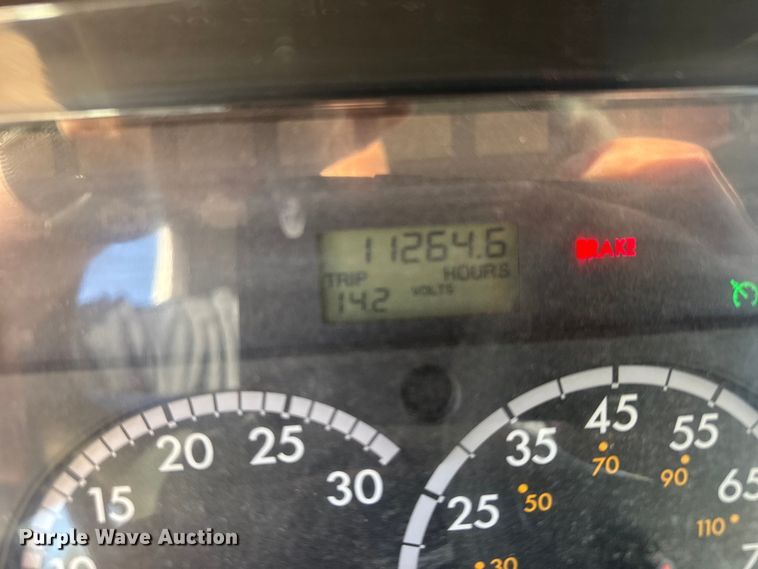 11264.6
TRIP HOURS
14.2 VOLTS
BRAKE
15 20 25 30
25 35 45 55 65
30 50 70 90 110
Purple Wave Auction